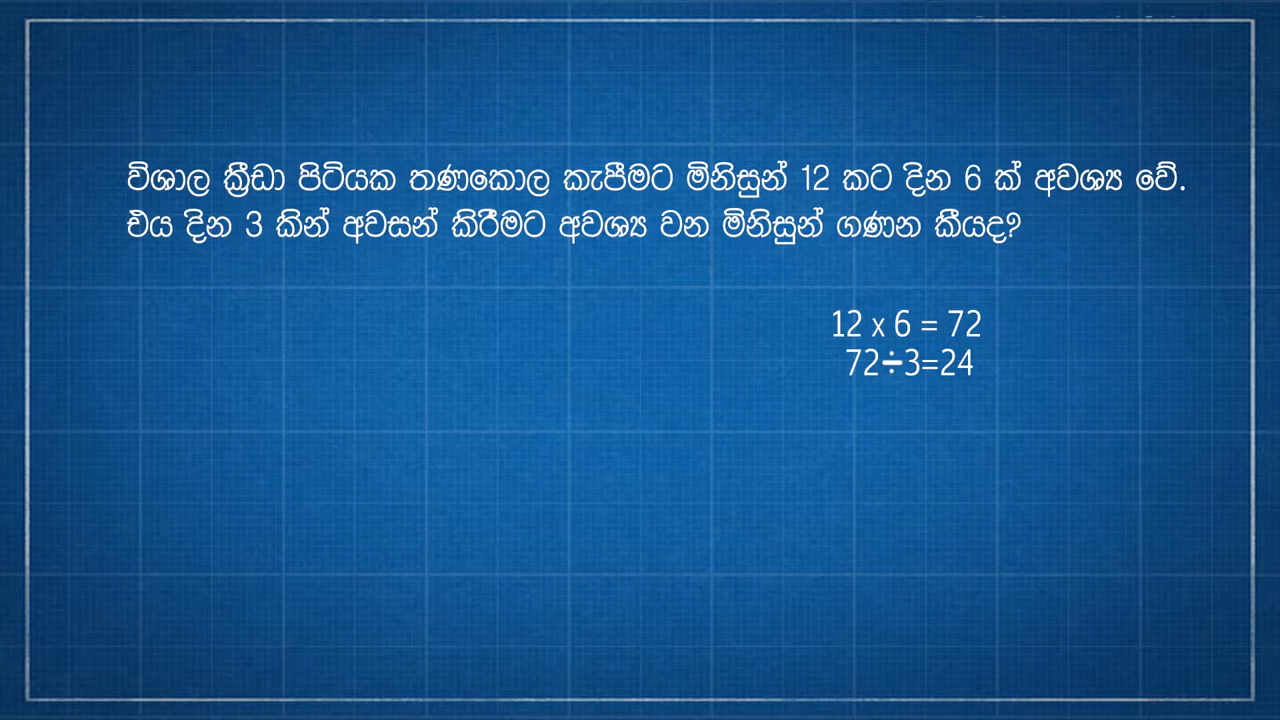 විශාල ක්‍රීඩා පිටියක තණකොල කැපීමට මිනිසුන් 12 කට දින 6 ක් අවශ්‍ය වේ.
එය දින 3 කින් අවසන් කිරීමට අවශ්‍ය වන මිනිසුන් ගණන කීයද?
12 x 6 = 72
72÷3=24